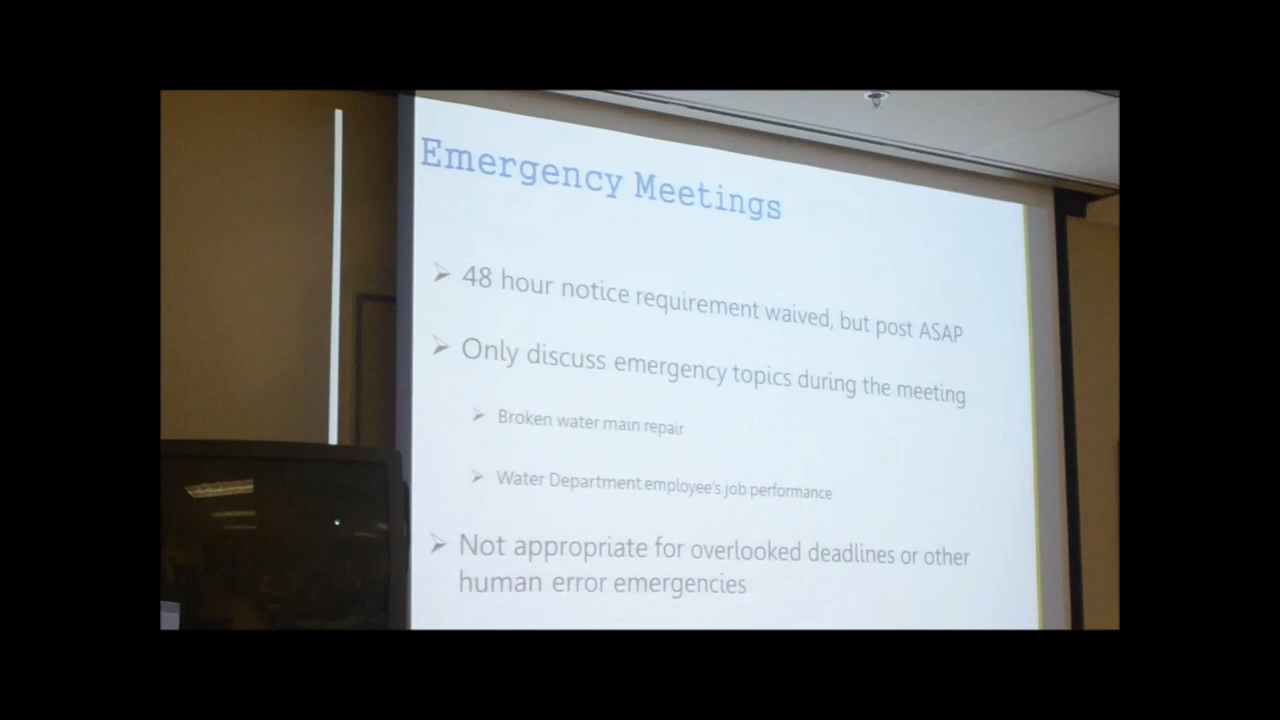 Emergency Meetings
48 hour notice requirement waived, but post ASAP
Only discuss emergency topics during the meeting
Broken water main repair
Water Department employee's job performance
Not appropriate for overlooked deadlines or other
human error emergencies